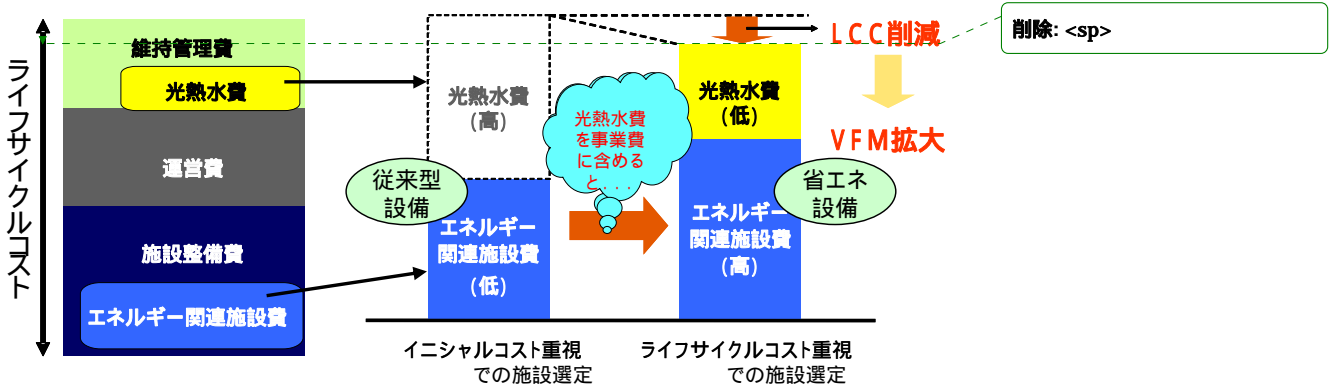 ライフサイクルコスト
維持管理費
光熱水費
運営費
施設整備費
エネルギー関連施設費
光熱水費
(高)
従来型
設備
エネルギー
関連施設費
(低)
イニシャルコスト重視
での施設選定
光熱水費
を事業費
に含める
と...
光熱水費
(低)
省エネ
設備
エネルギー
関連施設費
(高)
ライフサイクルコスト重視
での施設選定
LCC削減
VFM拡大
削除: <sp>